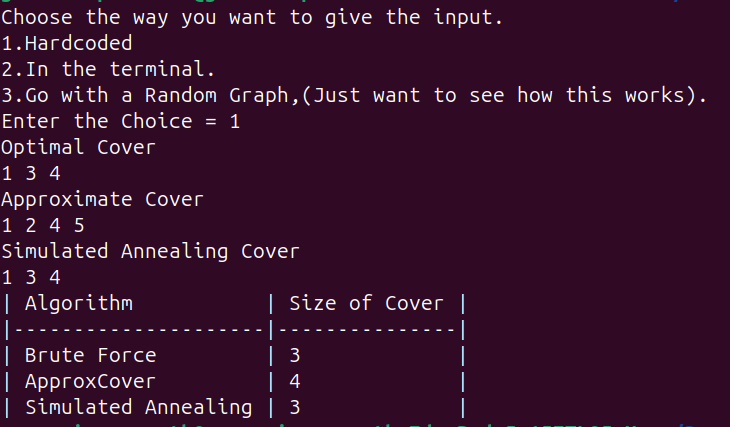 Choose the way you want to give the input.
1.Hardcoded
2.In the terminal.
3.Go with a Random Graph,(Just want to see how this works).
Enter the Choice = 1
Optimal Cover
1 3 4
Approximate Cover
1 2 4 5
Simulated Annealing Cover
1 3 4
| Algorithm           | Size of Cover |
|---------------------|---------------|
| Brute Force         | 3             |
| ApproxCover         | 4             |
| Simulated Annealing | 3             |